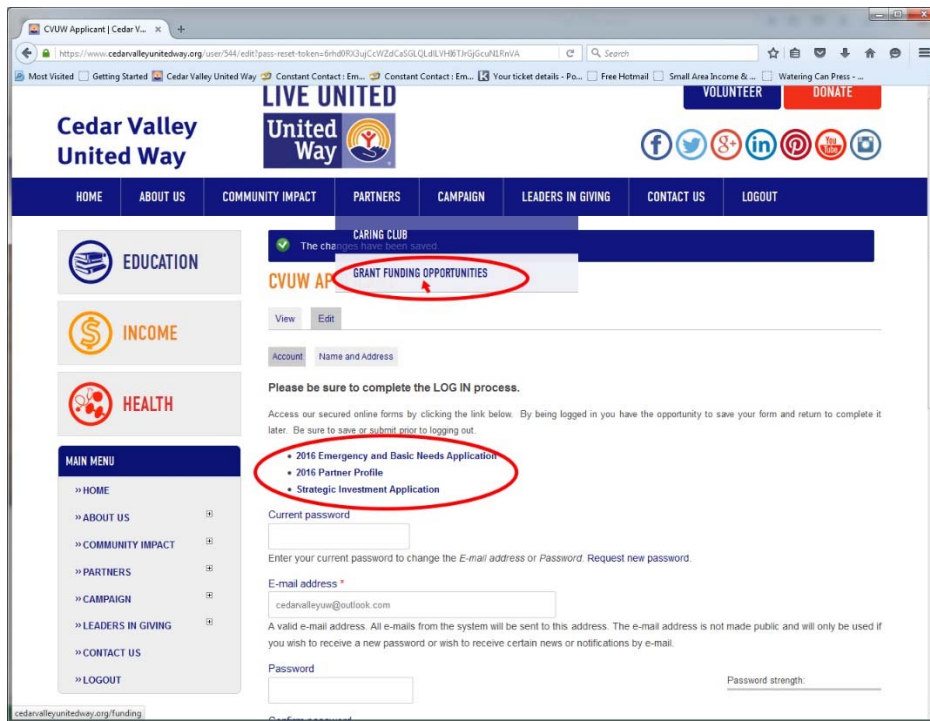 CVUW Applicant | Cedar V...
https://www.cedarvalleyunitedway.org/user/544/edit?pass-reset-token=
Search
Most Visited Getting Started Cedar Valley United Way Constant Contact : Em... Constant Contact : Em... Your ticket details - Po... Free Hotmail Small Area Income & ... Watering Can Press - ...
Cedar Valley
United Way
LIVE UNITED
United
Way
VOLUNTEER DONATE
You
Tube
HOME ABOUT US COMMUNITY IMPACT PARTNERS CAMPAIGN LEADERS IN GIVING CONTACT US LOGOUT
CARING CLUB
GRANT FUNDING OPPORTUNITIES
EDUCATION
INCOME
HEALTH
MAIN MENU
» HOME
» ABOUT US
» COMMUNITY IMPACT
» PARTNERS
» CAMPAIGN
» LEADERS IN GIVING
» CONTACT US
» LOGOUT
The changes have been saved
CVUW AP
View Edit
Account Name and Address
Please be sure to complete the LOG IN process.
Access our secured online forms by clicking the link below. By being logged in you have the opportunity to save your form and return to complete it
later. Be sure to save or submit prior to logging out.
• 2016 Emergency and Basic Needs Application
• 2016 Partner Profile
• Strategic Investment Application
Current password
Enter your current password to change the E-mail address or Password. Request new password.
E-mail address *
cedarvalleyuw@outlook.com
A valid e-mail address. All e-mails from the system will be sent to this address. The e-mail address is not made public and will only be used if
you wish to receive a new password or wish to receive certain news or notifications by e-mail.
Password
Password strength:
Confirm password
cedarvalleyunitedway.org/funding